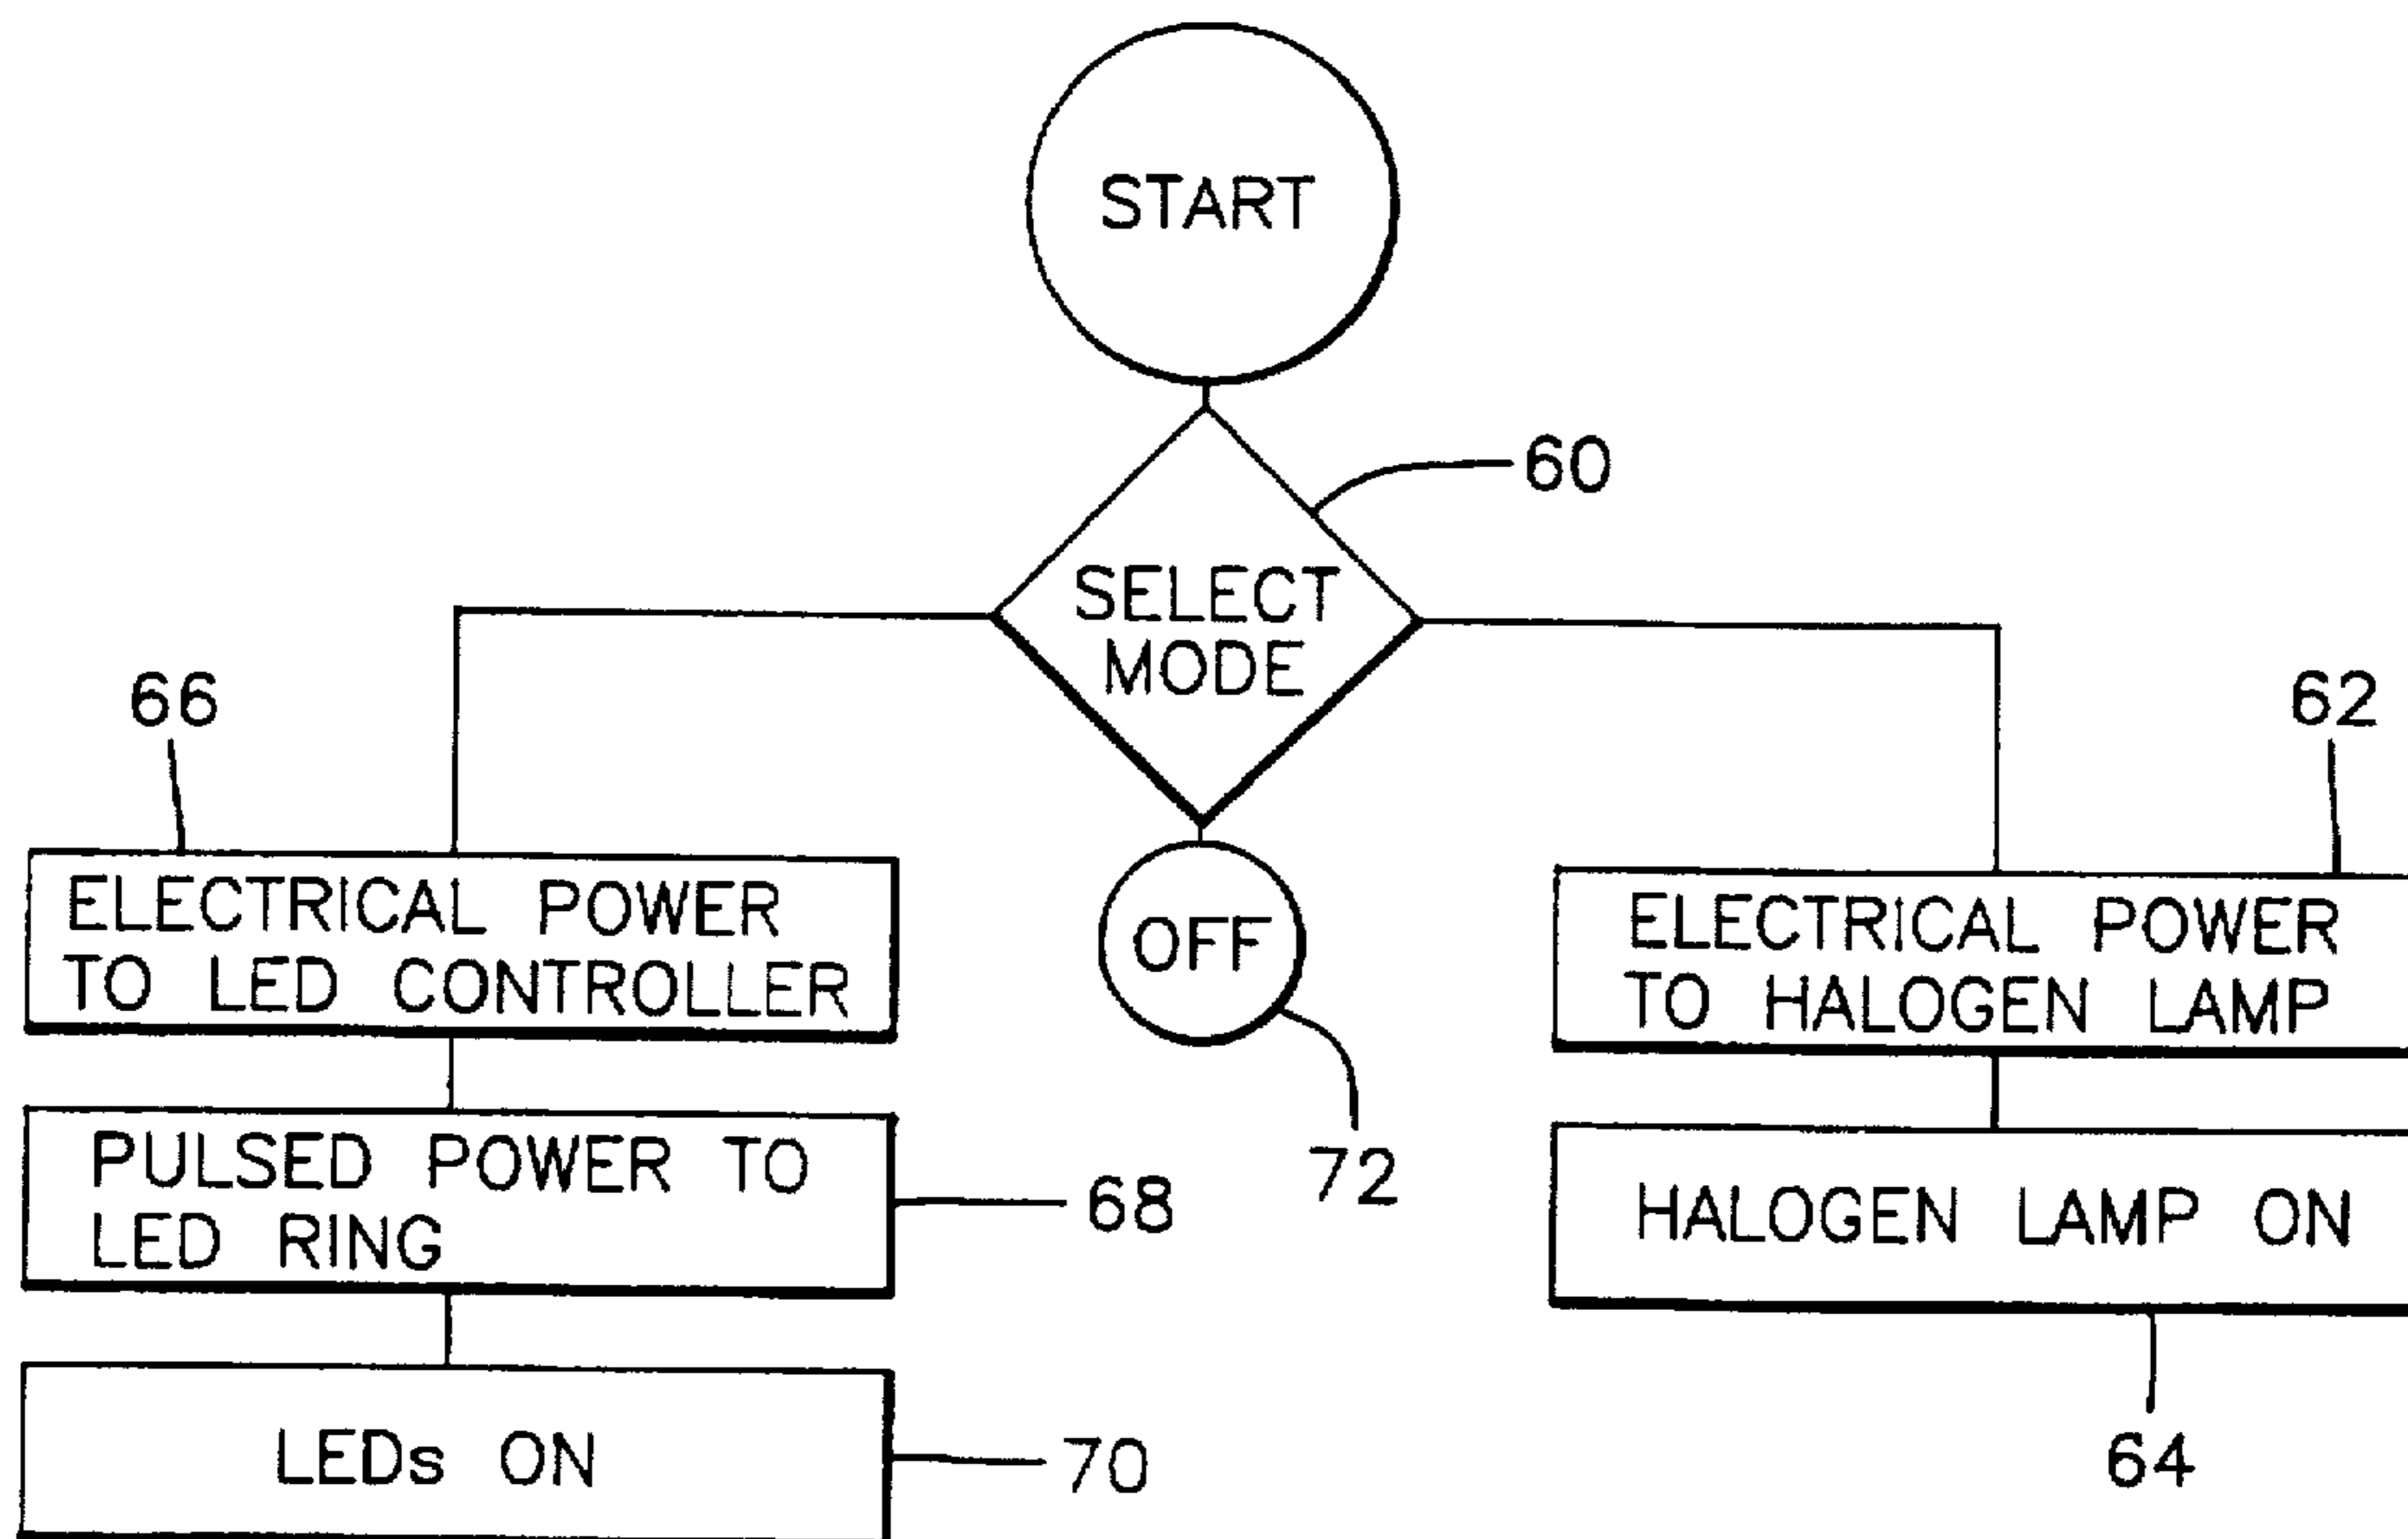 START
60
SELECT
MODE
66
62
ELECTRICAL POWER
TO LED CONTROLLER
OFF
ELECTRICAL POWER
TO HALOGEN LAMP
72
PULSED POWER TO
LED RING
68
HALOGEN LAMP ON
64
LEDs ON
70